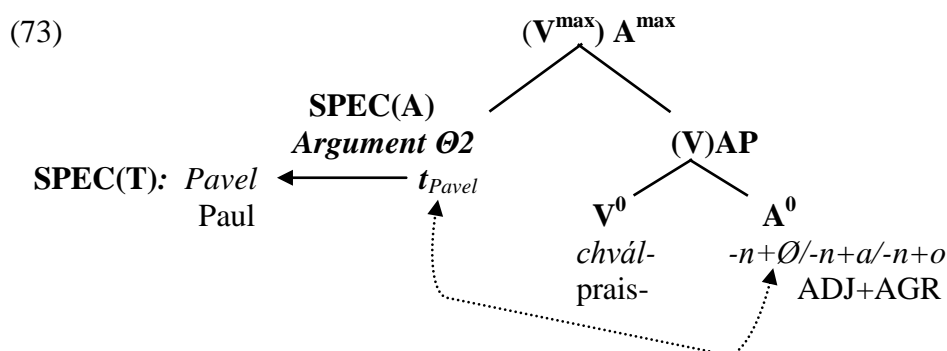 (73)
(V^max) A^max
SPEC(A)
Argument Θ2
(V)AP
SPEC(T): Pavel
t_Pavel
Paul
V^0 A^0
chvál- -n+Ø/-n+a/-n+o
prais- ADJ+AGR